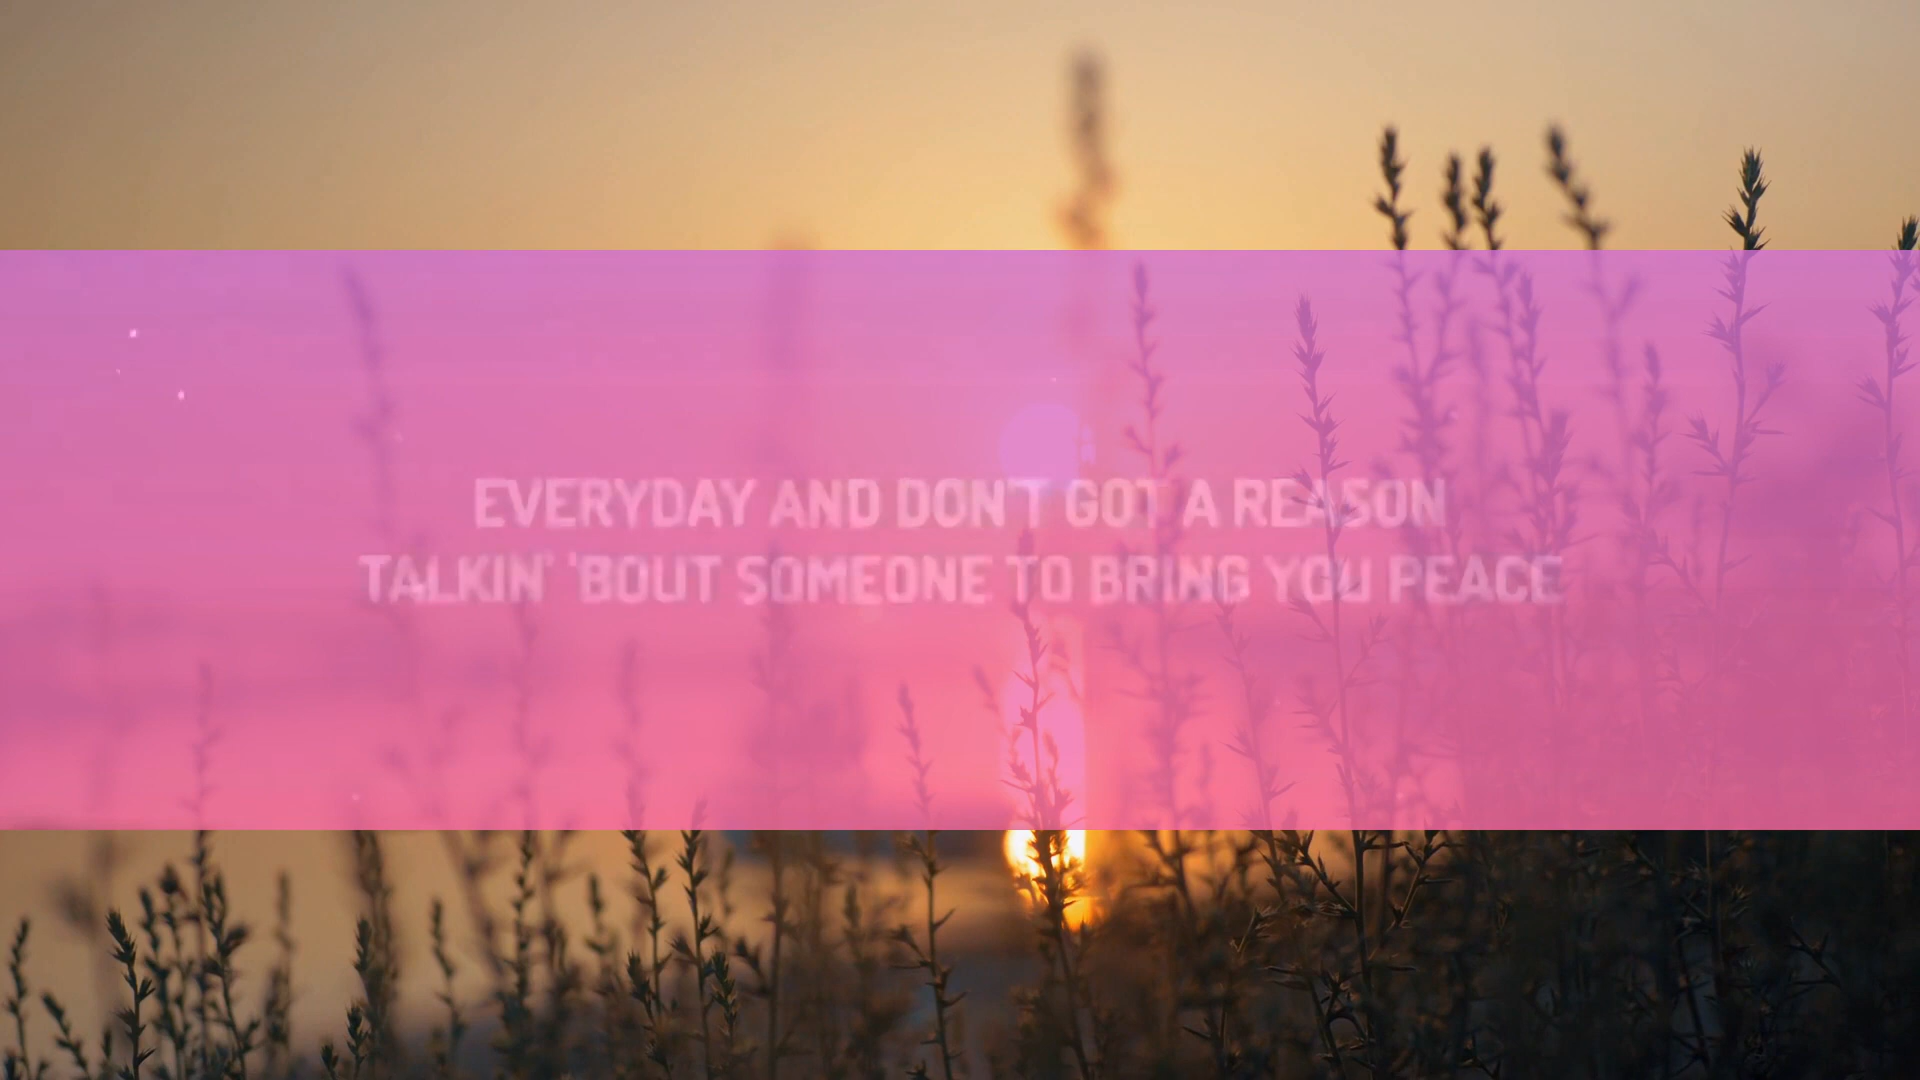 EVERYDAY AND DON'T GOT A REASON
TALKIN' 'BOUT SOMEONE TO BRING YOU PEACE